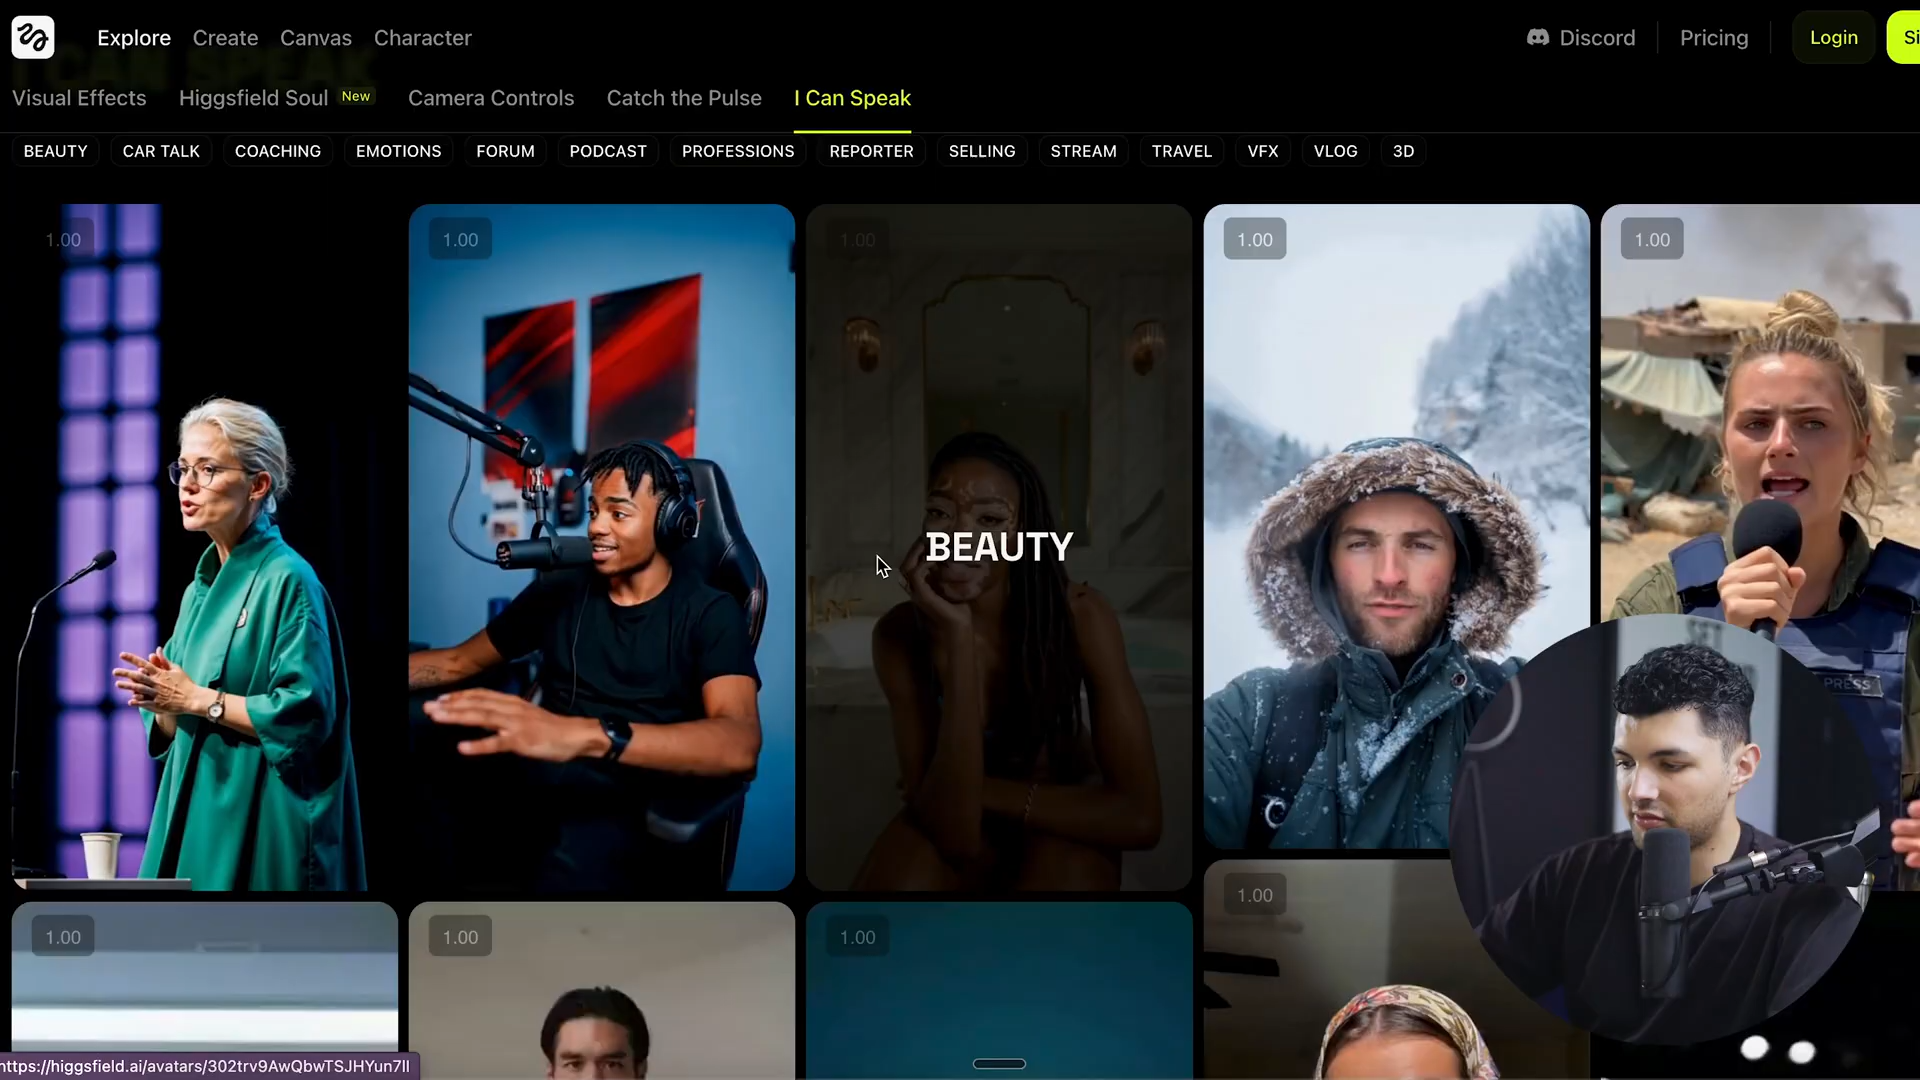 Explore Create Canvas Character Discord Pricing Login
I CAN SPEAK
Visual Effects Higgsfield Soul New Camera Controls Catch the Pulse I Can Speak
BEAUTY CAR TALK COACHING EMOTIONS FORUM PODCAST PROFESSIONS REPORTER SELLING STREAM TRAVEL VFX VLOG 3D
1.00 1.00 1.00 1.00 1.00
BEAUTY
PRESS
1.00
1.00 1.00 1.00
https://higgsfield.ai/avatars/302trv9AwQbwTSJHYun7Il